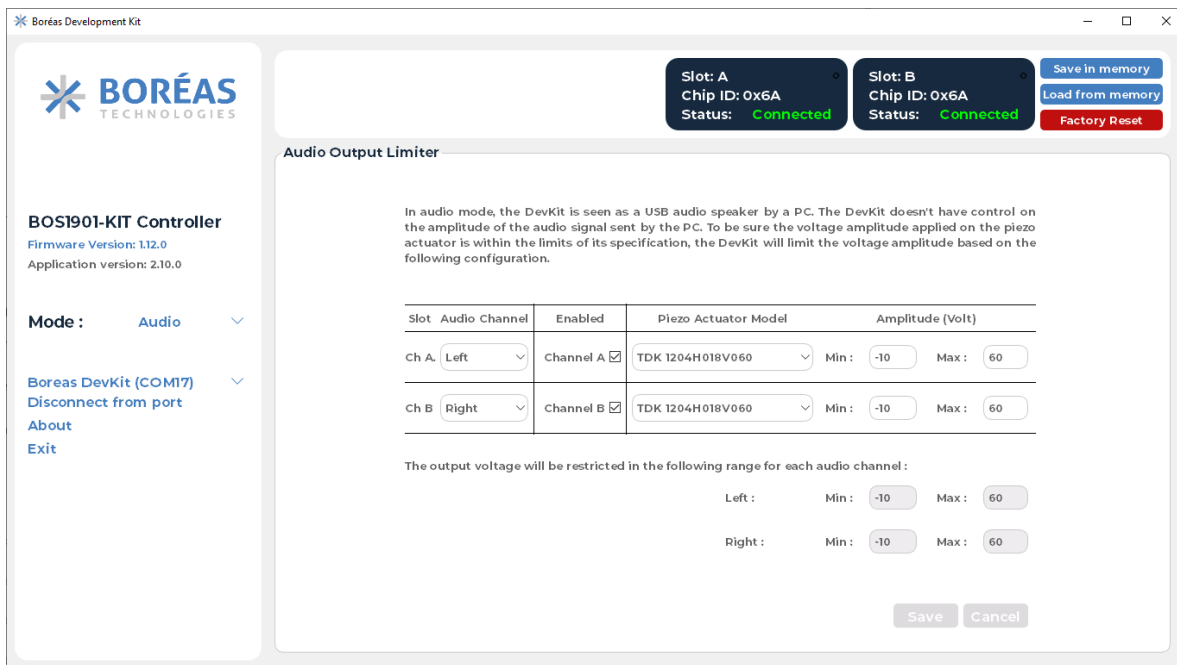 Boréas Development Kit
BORÉAS
TECHNOLOGIES
Slot: A
Chip ID: 0x6A
Status: Connected
Slot: B
Chip ID: 0x6A
Status: Connected
Save in memory
Load from memory
Factory Reset
BOS1901-KIT Controller
Firmware Version: 1.12.0
Application version: 2.10.0
Mode : Audio
Boreas DevKit (COM17)
Disconnect from port
About
Exit
Audio Output Limiter
In audio mode, the DevKit is seen as a USB audio speaker by a PC. The DevKit doesn't have control on
the amplitude of the audio signal sent by the PC. To be sure the voltage amplitude applied on the piezo
actuator is within the limits of its specification, the DevKit will limit the voltage amplitude based on the
following configuration.
Slot Audio Channel Enabled Piezo Actuator Model Amplitude (Volt)
Ch A. Left Channel A TDK 1204H018V060 Min : -10 Max : 60
Ch B Right Channel B TDK 1204H018V060 Min : -10 Max : 60
The output voltage will be restricted in the following range for each audio channel :
Left : Min : -10 Max : 60
Right : Min : -10 Max : 60
Save Cancel